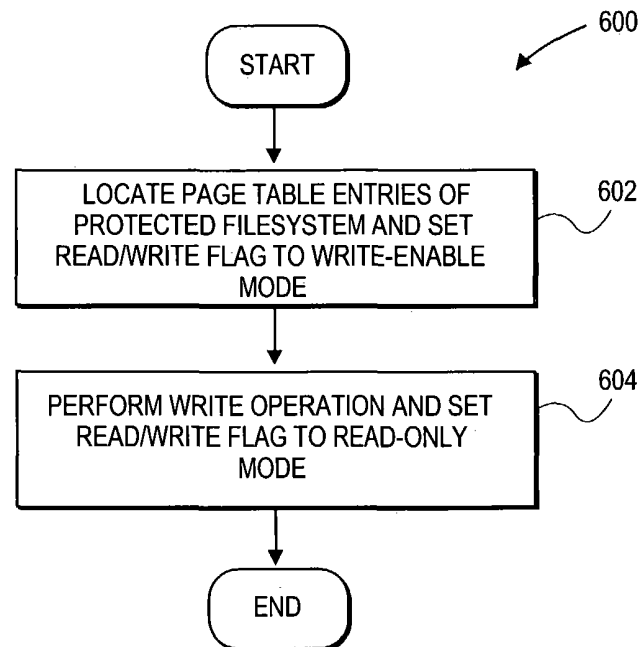 600
START
LOCATE PAGE TABLE ENTRIES OF
PROTECTED FILESYSTEM AND SET
READ/WRITE FLAG TO WRITE-ENABLE
MODE
602
PERFORM WRITE OPERATION AND SET
READ/WRITE FLAG TO READ-ONLY
MODE
604
END